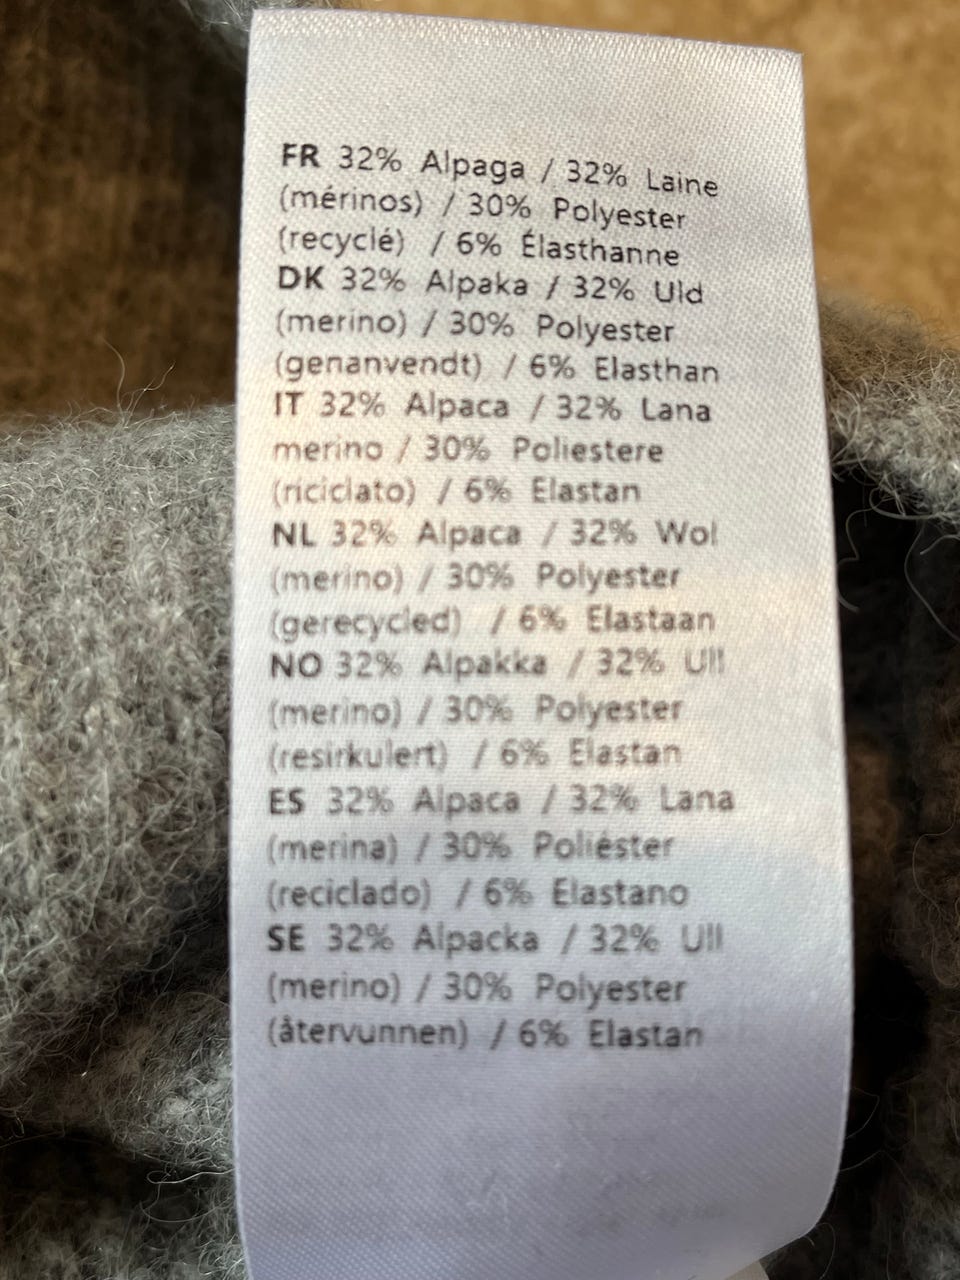 FR 32% Alpaga / 32% Laine
(mérinos) / 30% Polyester
(recyclé) / 6% Élasthanne
DK 32% Alpaka / 32% Uld
(merino) / 30% Polyester
(genanvendt) / 6% Elasthan
IT 32% Alpaca / 32% Lana
merino / 30% Poliestere
(riciclato) / 6% Elastan
NL 32% Alpaca / 32% Wol
(merino) / 30% Polyester
(gerecycled) / 6% Elastaan
NO 32% Alpakka / 32% Ull
(merino) / 30% Polyester
(resirkulert) / 6% Elastan
ES 32% Alpaca / 32% Lana
(merina) / 30% Poliéster
(reciclado) / 6% Elastano
SE 32% Alpacka / 32% Ull
(merino) / 30% Polyester
(återvunnen) / 6% Elastan